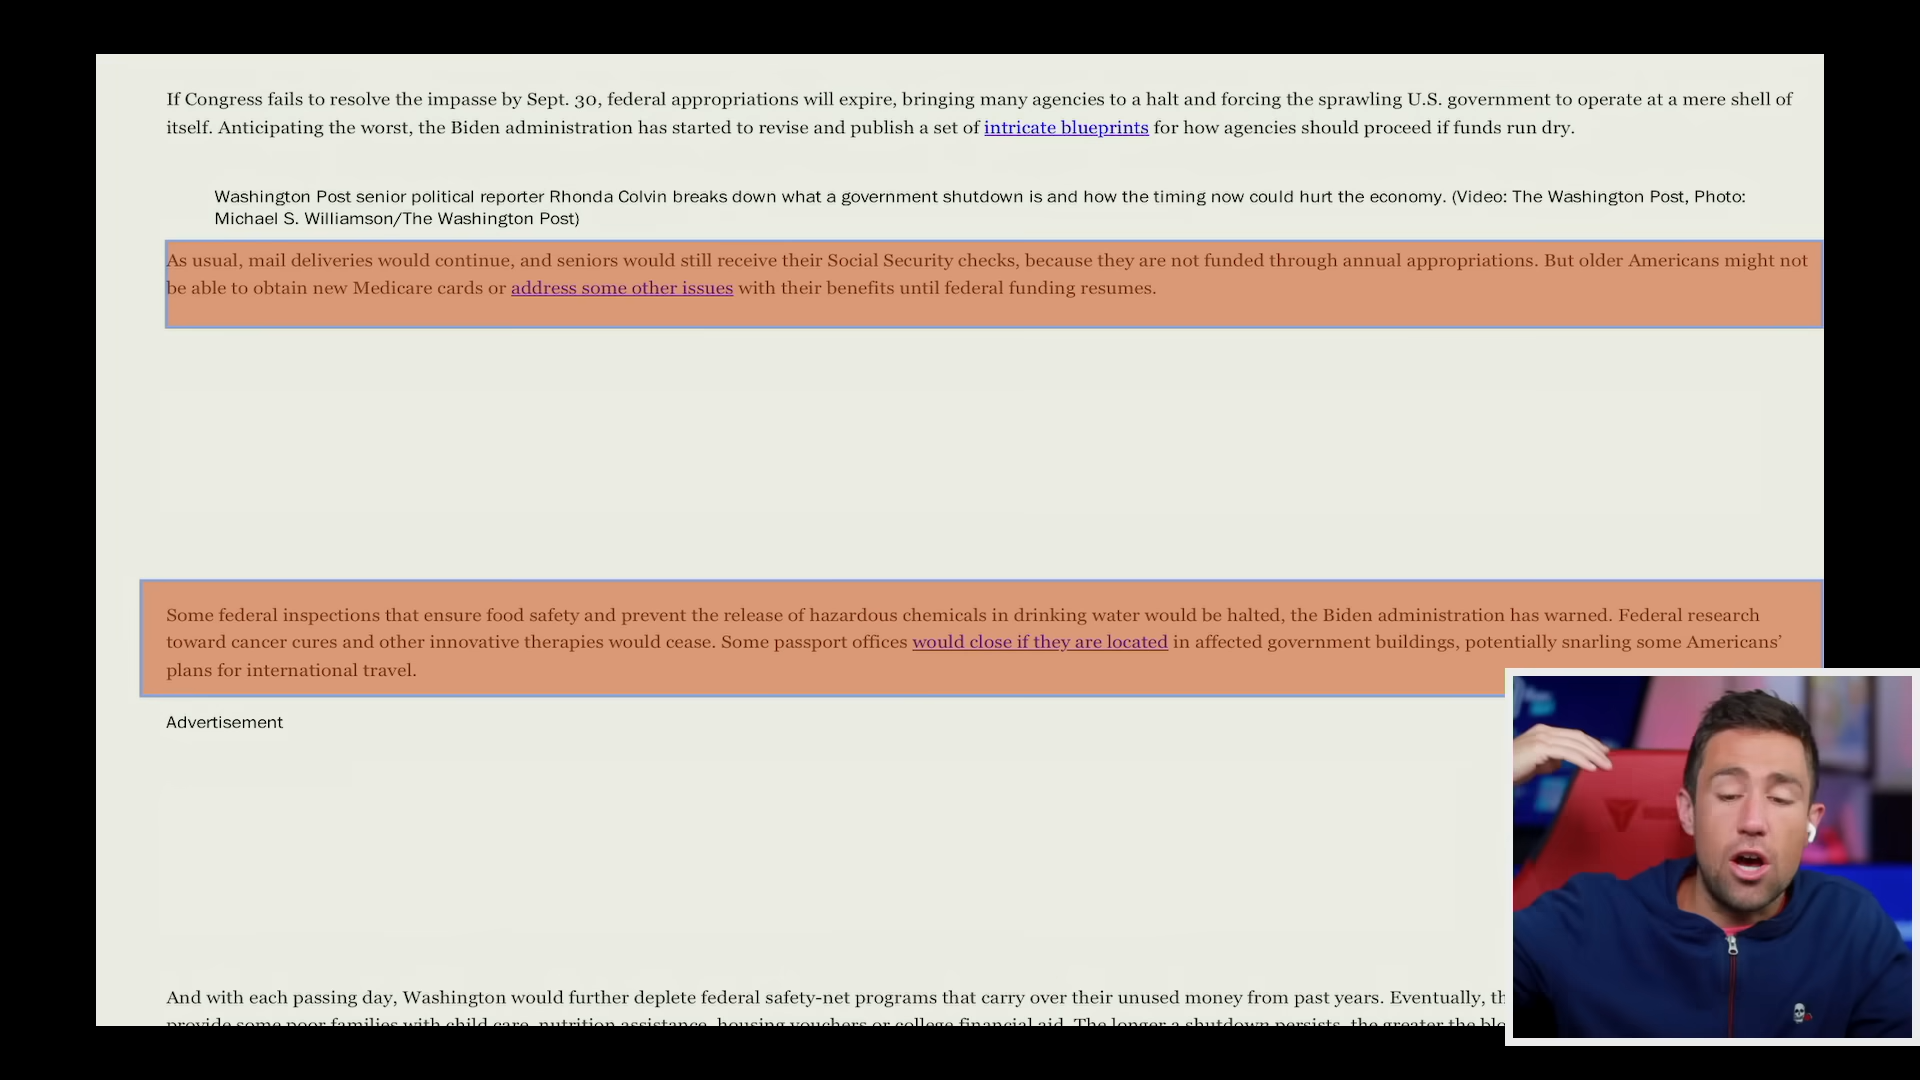 If Congress fails to resolve the impasse by Sept. 30, federal appropriations will expire, bringing many agencies to a halt and forcing the sprawling U.S. government to operate at a mere shell of
itself. Anticipating the worst, the Biden administration has started to revise and publish a set of intricate blueprints for how agencies should proceed if funds run dry.
Washington Post senior political reporter Rhonda Colvin breaks down what a government shutdown is and how the timing now could hurt the economy. (Video: The Washington Post, Photo:
Michael S. Williamson/The Washington Post)
As usual, mail deliveries would continue, and seniors would still receive their Social Security checks, because they are not funded through annual appropriations. But older Americans might not
be able to obtain new Medicare cards or address some other issues with their benefits until federal funding resumes.
Some federal inspections that ensure food safety and prevent the release of hazardous chemicals in drinking water would be halted, the Biden administration has warned. Federal research
toward cancer cures and other innovative therapies would cease. Some passport offices would close if they are located in affected government buildings, potentially snarling some Americans’
plans for international travel.
Advertisement
And with each passing day, Washington would further deplete federal safety-net programs that carry over their unused money from past years. Eventually, th
provide some poor families with child care, nutrition assistance, housing vouchers or college financial aid. The longer a shutdown persists, the greater the blo